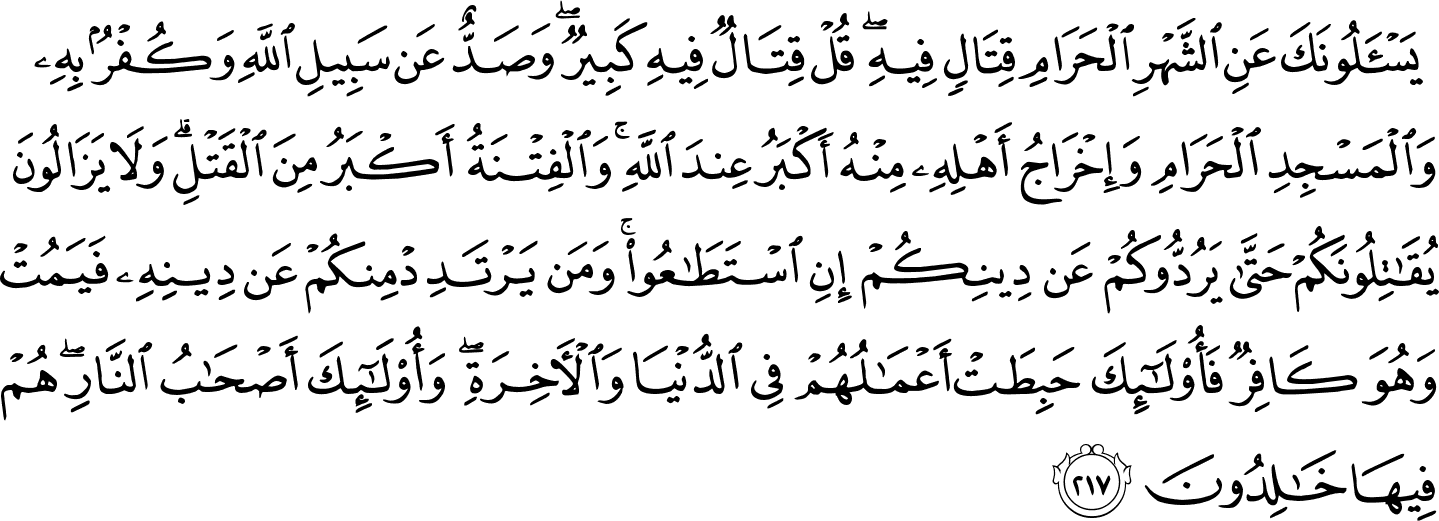 يَسْـَٔلُونَكَ عَنِ ٱلشَّهْرِ ٱلْحَرَامِ قِتَالٍ فِيهِ ۖ قُلْ قِتَالٌ فِيهِ كَبِيرٌ ۖ وَصَدٌّ عَن سَبِيلِ ٱللَّهِ وَكُفْرٌۢ بِهِۦ
وَٱلْمَسْجِدِ ٱلْحَرَامِ وَإِخْرَاجُ أَهْلِهِۦ مِنْهُ أَكْبَرُ عِندَ ٱللَّهِ ۚ وَٱلْفِتْنَةُ أَكْبَرُ مِنَ ٱلْقَتْلِ ۗ وَلَا يَزَالُونَ
يُقَـٰتِلُونَكُمْ حَتَّىٰ يَرُدُّوكُمْ عَن دِينِكُمْ إِنِ ٱسْتَطَـٰعُوا۟ ۚ وَمَن يَرْتَدِدْ مِنكُمْ عَن دِينِهِۦ فَيَمُتْ
وَهُوَ كَافِرٌ فَأُو۟لَـٰٓئِكَ حَبِطَتْ أَعْمَـٰلُهُمْ فِى ٱلدُّنْيَا وَٱلْـَٔاخِرَةِ ۖ وَأُو۟لَـٰٓئِكَ أَصْحَـٰبُ ٱلنَّارِ ۖ هُمْ
فِيهَا خَـٰلِدُونَ ٢١٧